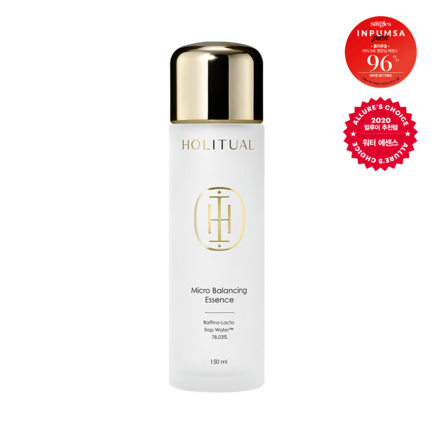 singles
INPUMSA
pick
96
ALLURE'S CHOICE
2020
얼루어 추천템
워터 에센스
ALLURE'S CHOICE
HOLITUAL
H
Micro Balancing
Essence
Raffino-Lacto
Trap Water™
78.03%
150 ml